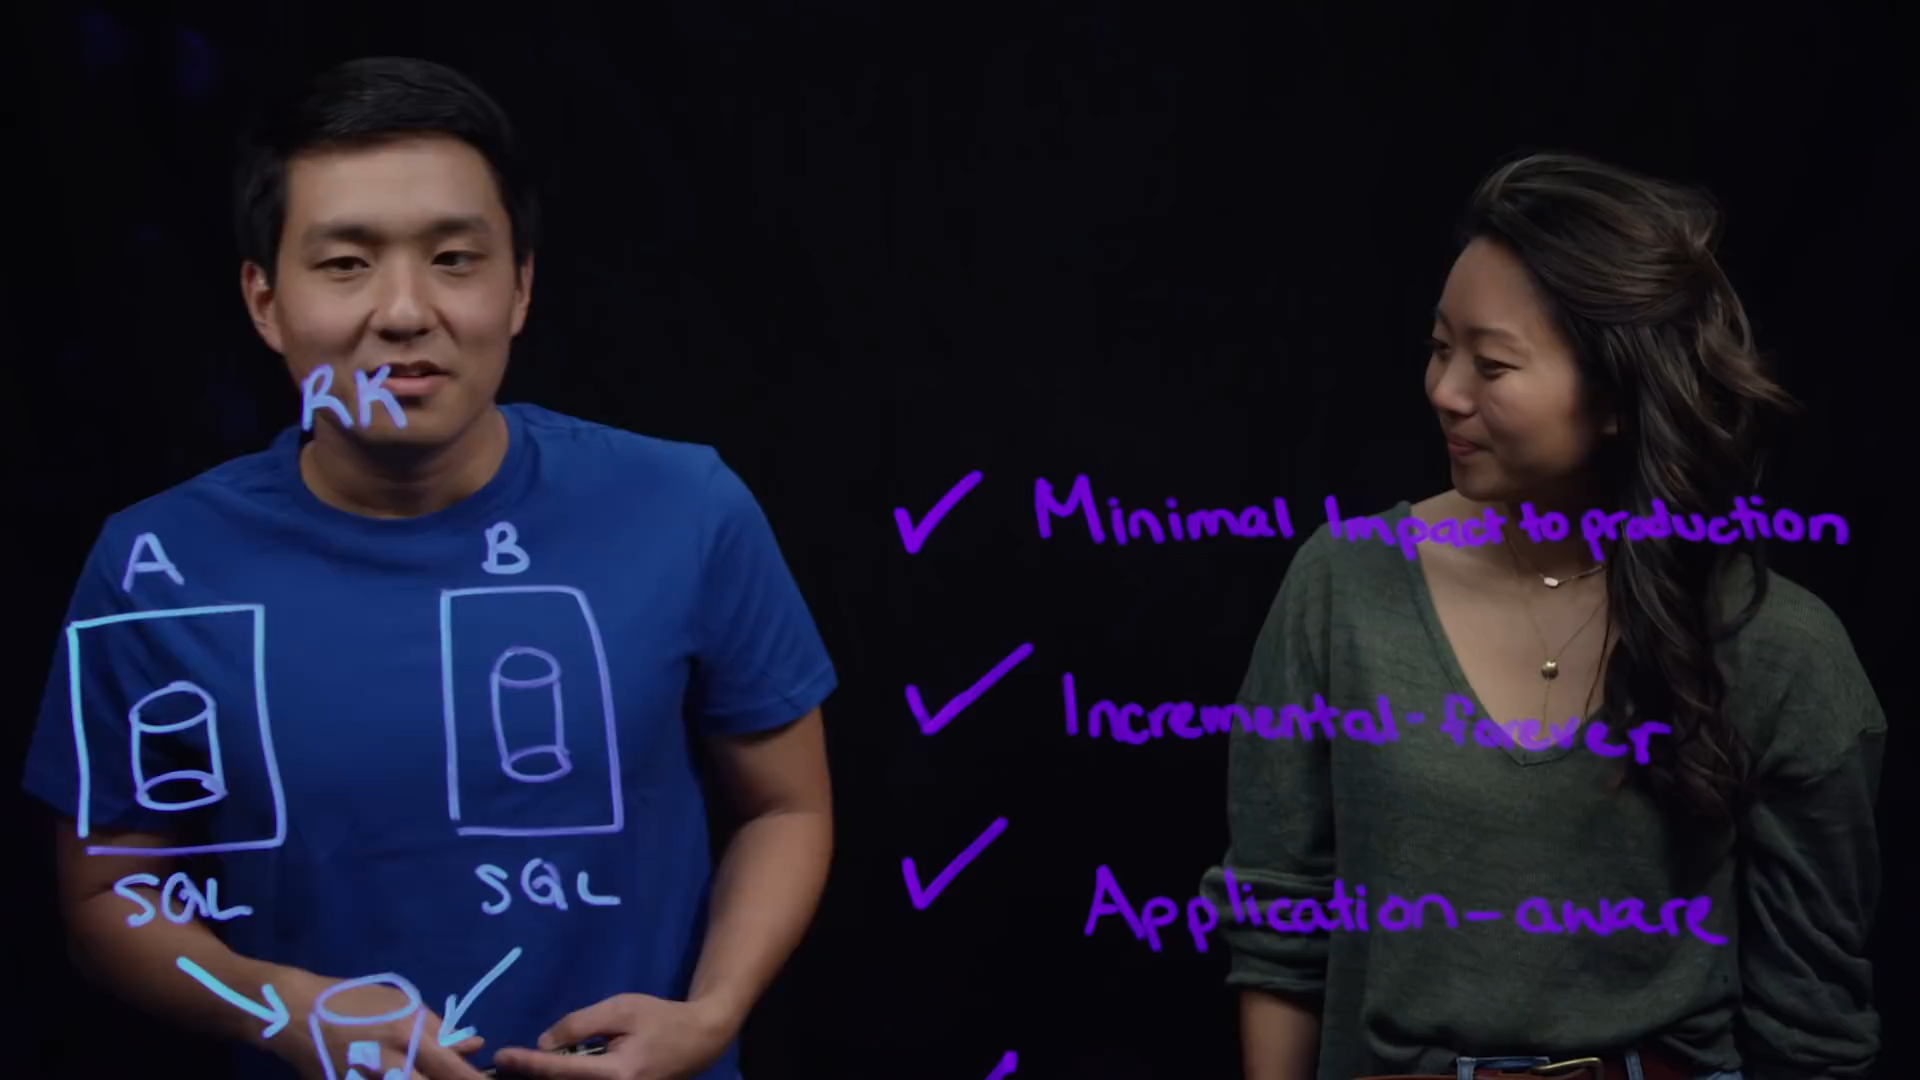 RK
A B
SQL SQL
✓ Minimal Impact to production
✓ Incremental-forever
✓ Application-aware
✓